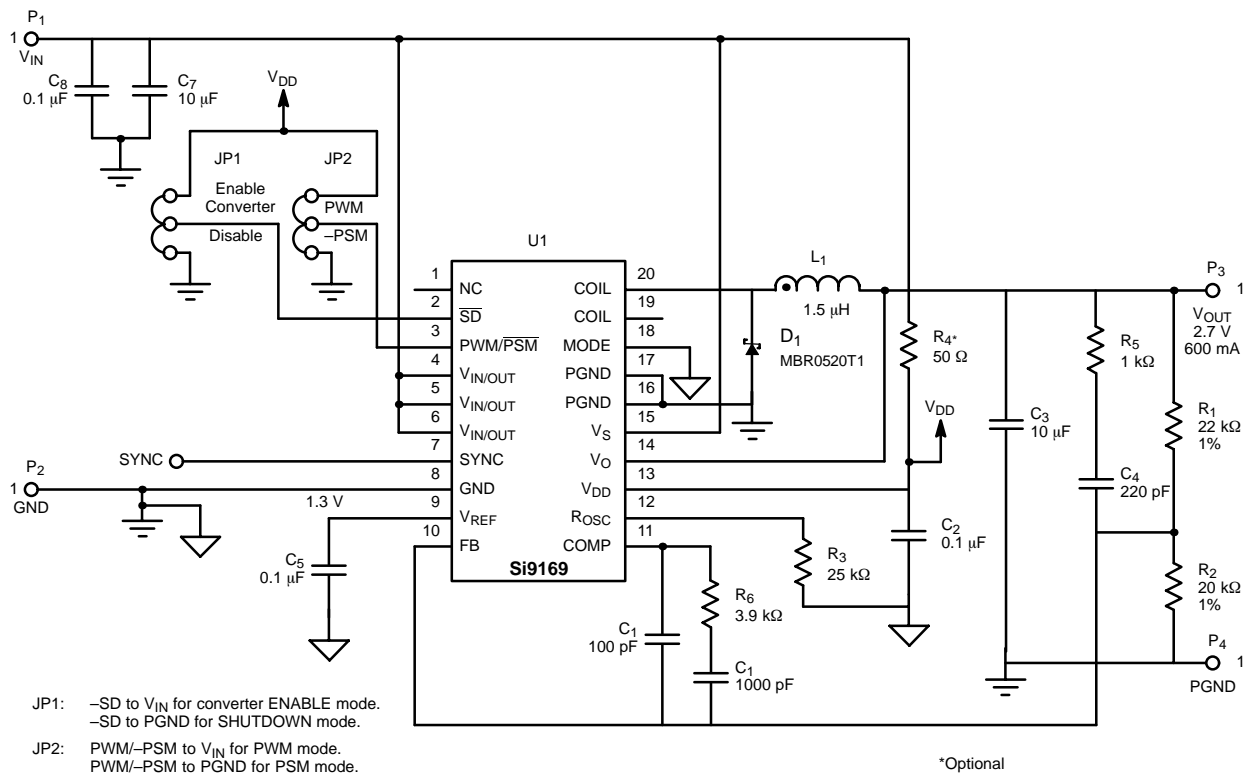 P1
1
VIN
C8
0.1 µF
C7
10 µF
VDD
JP1
JP2
Enable
Converter
Disable
PWM
–PSM
U1
1
NC
2
SD
3
PWM/PSM
4
VIN/OUT
5
VIN/OUT
6
VIN/OUT
7
SYNC
8
GND
9
VREF
10
FB
20
COIL
19
COIL
18
MODE
17
PGND
16
PGND
15
VS
14
VO
13
VDD
12
ROSC
11
COMP
Si9169
SYNC
P2
1
GND
1.3 V
C5
0.1 µF
L1
1.5 µH
D1
MBR0520T1
R4*
50 Ω
VDD
C2
0.1 µF
R3
25 kΩ
R6
3.9 kΩ
C1
100 pF
C1
1000 pF
C3
10 µF
R5
1 kΩ
C4
220 pF
R1
22 kΩ
1%
R2
20 kΩ
1%
P3
1
VOUT
2.7 V
600 mA
P4
1
PGND
JP1: –SD to VIN for converter ENABLE mode.
–SD to PGND for SHUTDOWN mode.
JP2: PWM/–PSM to VIN for PWM mode.
PWM/–PSM to PGND for PSM mode.
*Optional